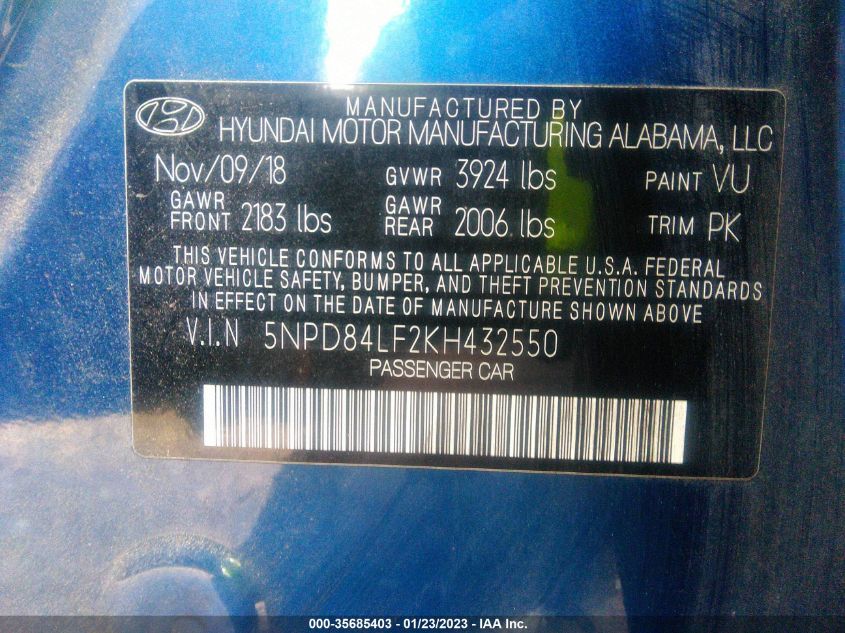 MANUFACTURED BY
HYUNDAI MOTOR MANUFACTURING ALABAMA, LLC
Nov/09/18 GVWR 3924 lbs PAINT VU
GAWR FRONT 2183 lbs GAWR REAR 2006 lbs TRIM PK
THIS VEHICLE CONFORMS TO ALL APPLICABLE U.S.A. FEDERAL
MOTOR VEHICLE SAFETY, BUMPER, AND THEFT PREVENTION STANDARDS
IN EFFECT ON THE DATE OF MANUFACTURE SHOWN ABOVE
V.I.N 5NPD84LF2KH432550
PASSENGER CAR
000-35685403 - 01/23/2023 - IAA Inc.